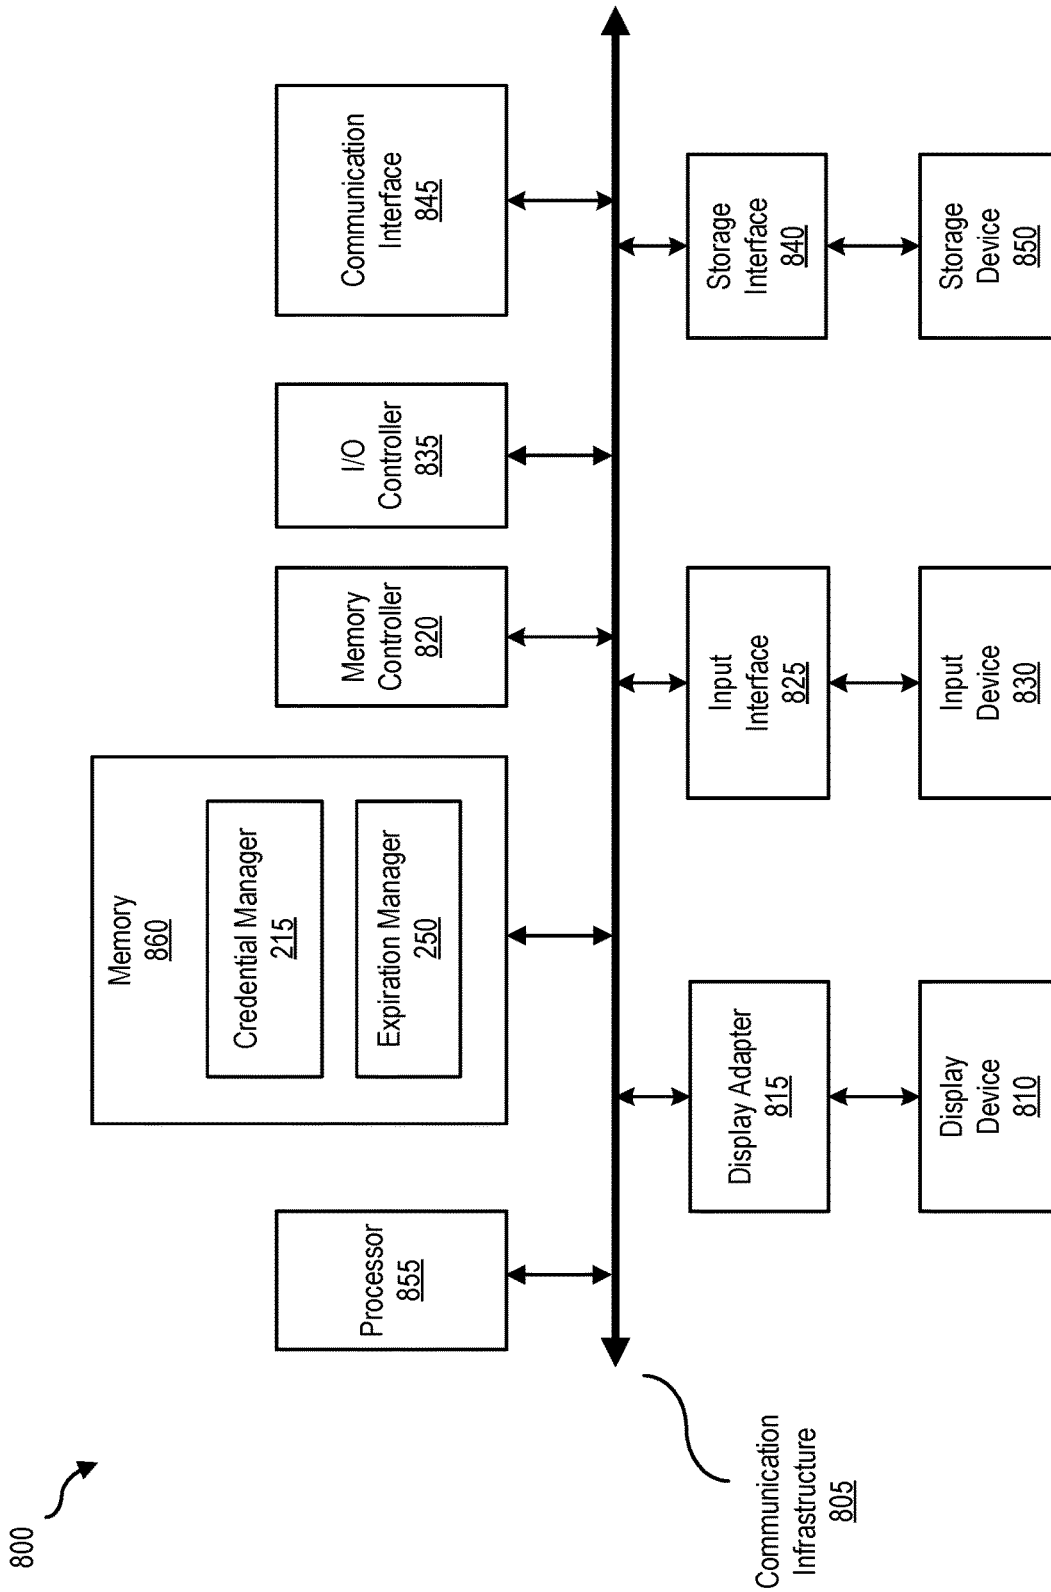 800
Processor
855
Memory
860
Credential Manager
215
Expiration Manager
250
Memory
Controller
820
I/O
Controller
835
Communication
Interface
845
Communication
Infrastructure
805
Display Adapter
815
Input
Interface
825
Storage
Interface
840
Display
Device
810
Input
Device
830
Storage
Device
850